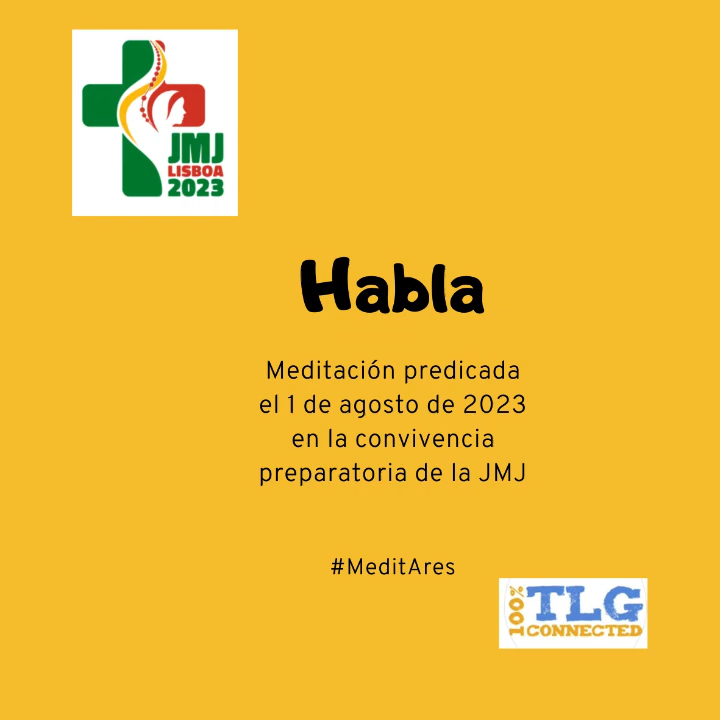 JMJ
LISBOA
2023
Habla
Meditación predicada
el 1 de agosto de 2023
en la convivencia
preparatoria de la JMJ
#MeditAres
100%
TLG
CONNECTED